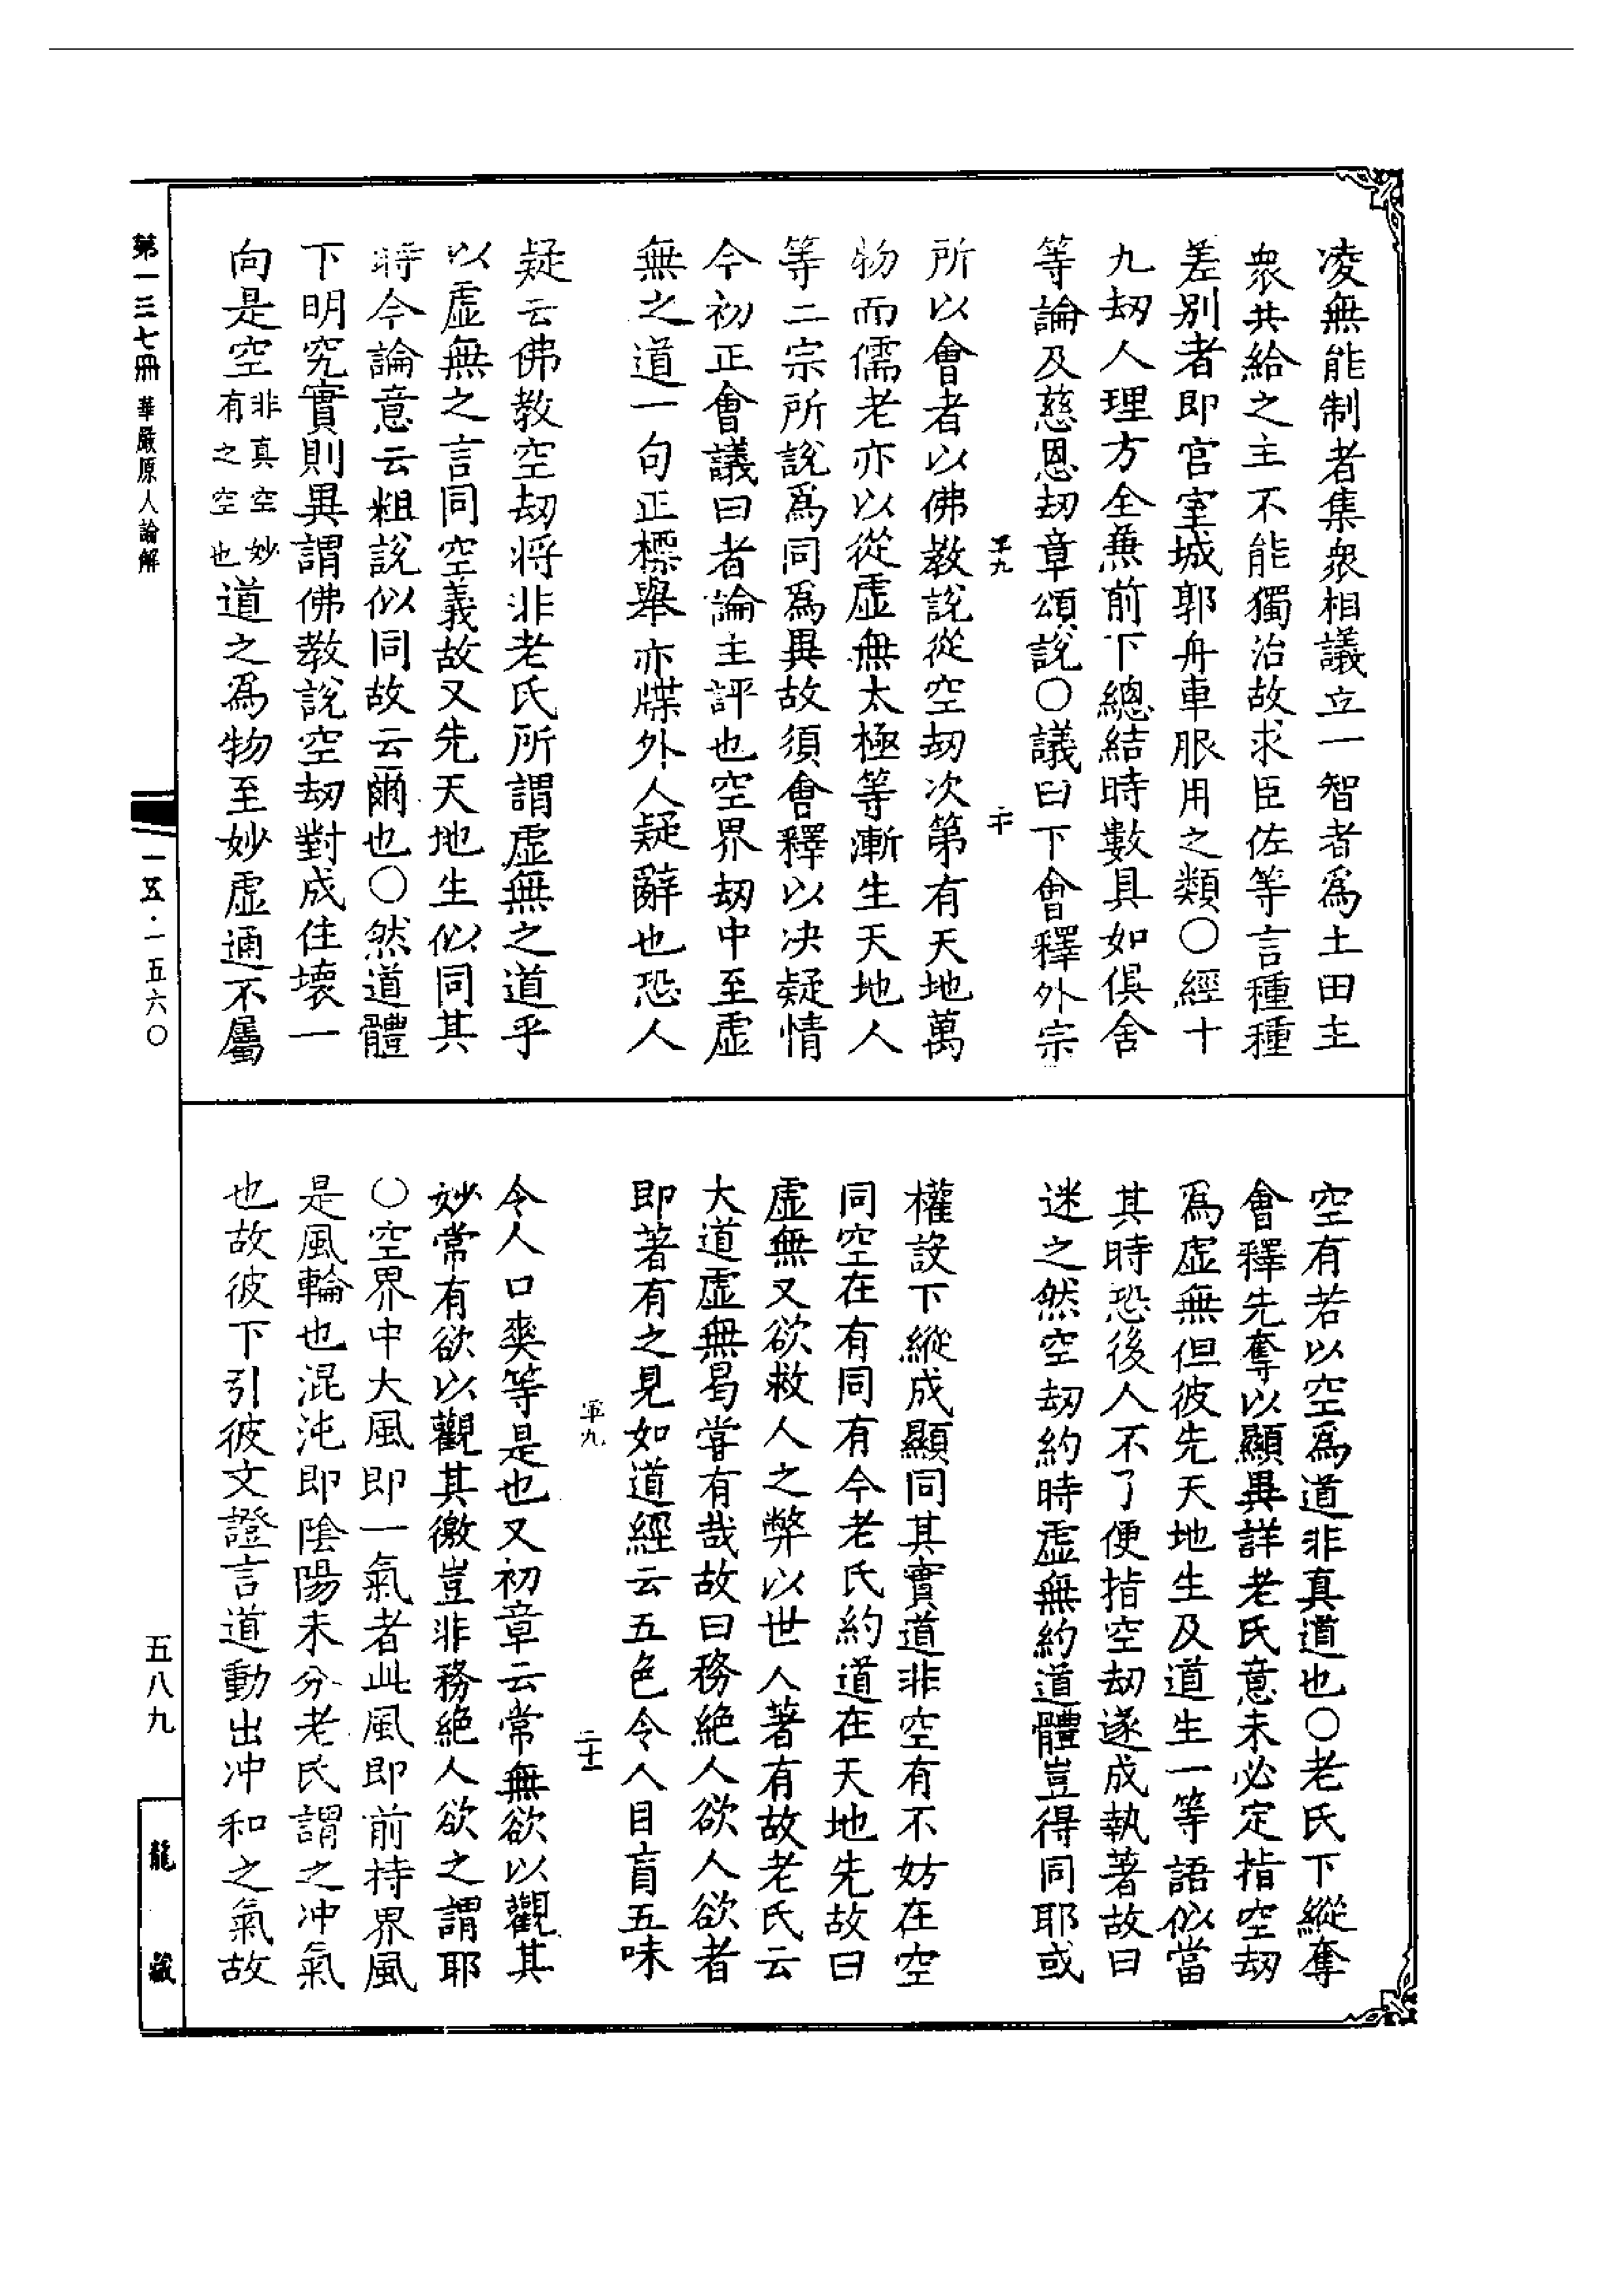 凌無能制者集衆相議立一智者爲土田主
衆共給之主不能獨治故求臣佐等言種種
差別者即官室城郭舟車服用之類〇經十
九劫人理方全兼前下總結時數具如俱舍
等論及慈恩劫章頌說〇議曰下會釋外宗
所以會者以佛教說從空劫次第有天地萬
物而儒老亦以從虛無太極等漸生天地人
等二宗所說爲同爲異故須會釋以决疑情
今初正會議曰者論主評也空界劫中至虛
無之道一句正標舉亦牒外人疑辭也恐人
疑云佛教空劫將非老氏所謂虛無之道乎
以虛無之言同空義故又先天地生似同其
時今論意云粗說似同故云爾也〇然道體
下明究實則異謂佛教說空劫對成住壞一
向是空非真空妙有之空也道之爲物至妙虛通不屬
空有若以空爲道非真道也〇老氏下縱奪
會釋先奪以顯異詳老氏意未必定指空劫
爲虛無但彼先天地生及道生一等語似當
其時恐後人不了便指空劫遂成執著故曰
迷之然空劫約時虛無約道體豈得同耶或
權設下縱成顯同其實道非空有不妨在空
同空在有同有今老氏約道在天地先故曰
虛無又欲救人之弊以世人著有故老氏云
大道虛無曷嘗有哉故曰務絕人欲人欲者
即著有之見如道經云五色令人目盲五味
令人口爽等是也又初章云常無欲以觀其
妙常有欲以觀其徼豈非務絕人欲之謂耶
〇空界中大風即一氣者此風即前持界風
是風輪也混沌即陰陽未分老氏謂之冲氣
也故彼下引彼文證言道動出冲和之氣故
第一三七冊 華嚴原人論解
一五·一五六〇
五八九
龍藏